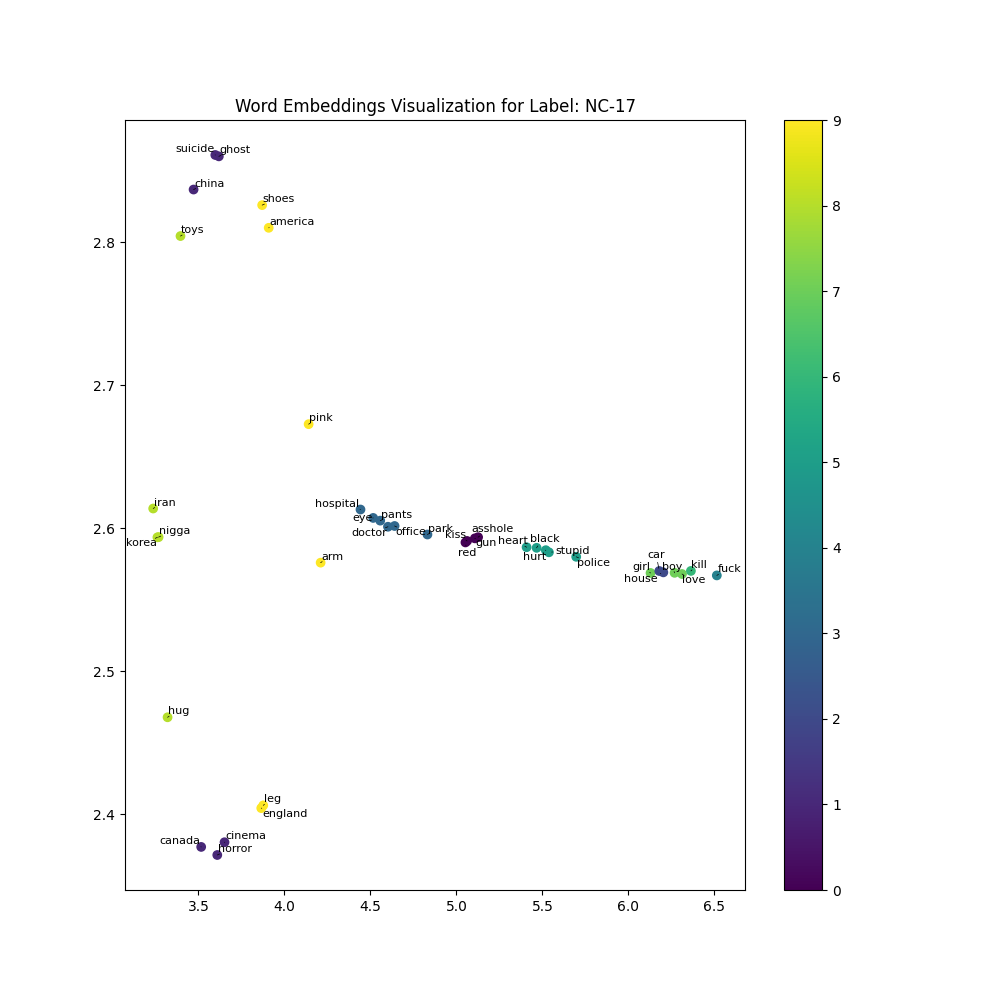 Word Embeddings Visualization for Label: NC-17
suicide
ghost
china
shoes
america
toys
pink
iran
nigga
korea
hospital
eye
pants
doctor
office
park
kiss
asshole
gun
red
heart
black
hurt
stupid
police
arm
car
girl
boy
kill
fuck
house
love
hug
leg
england
canada
cinema
horror
2.8
2.7
2.6
2.5
2.4
3.5 4.0 4.5 5.0 5.5 6.0 6.5
9
8
7
6
5
4
3
2
1
0